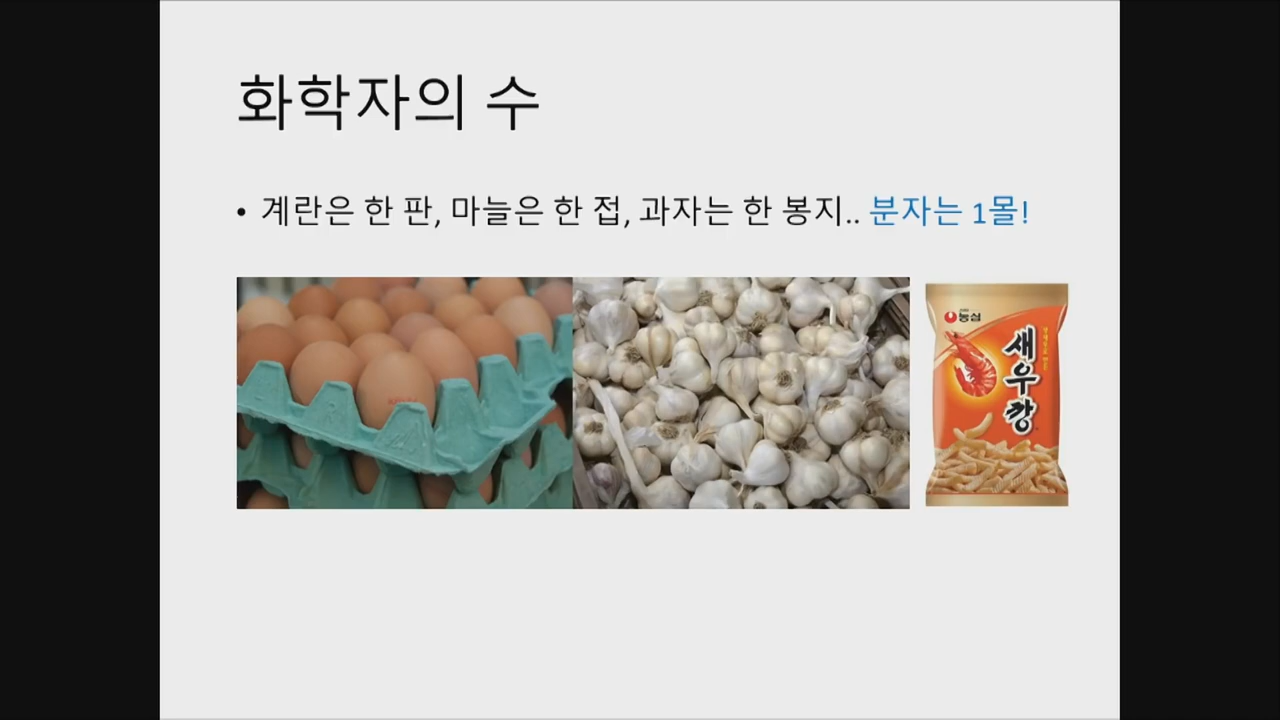 화학자의 수
• 계란은 한 판, 마늘은 한 접, 과자는 한 봉지.. 분자는 1몰!
농심
새우깡